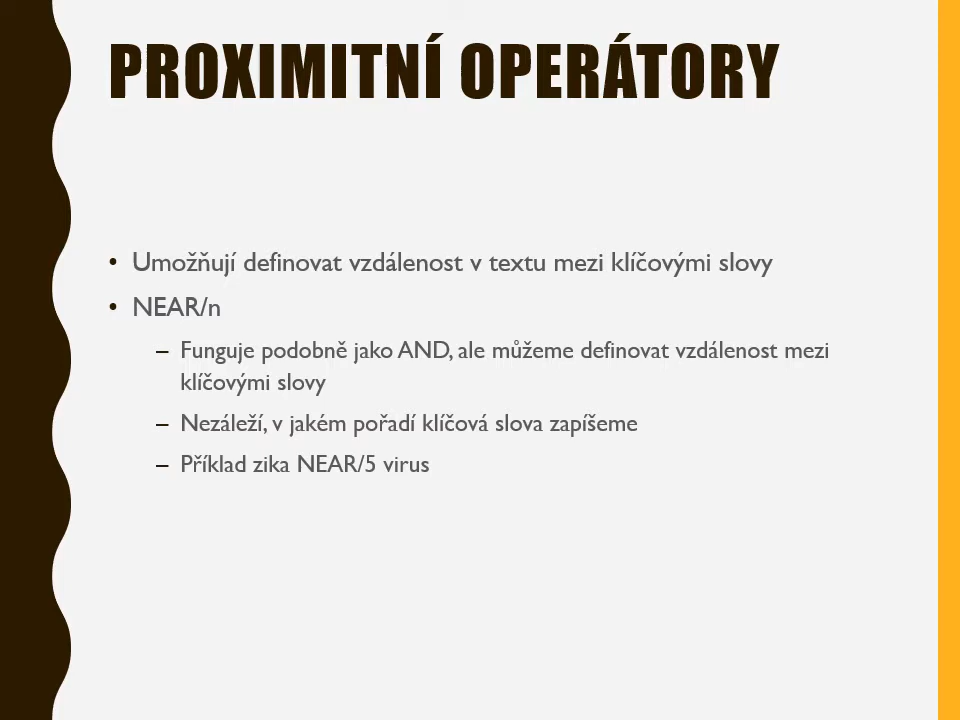 PROXIMITNÍ OPERÁTORY
• Umožňují definovat vzdálenost v textu mezi klíčovými slovy
• NEAR/n
– Funguje podobně jako AND, ale můžeme definovat vzdálenost mezi
klíčovými slovy
– Nezáleží, v jakém pořadí klíčová slova zapíšeme
– Příklad zika NEAR/5 virus